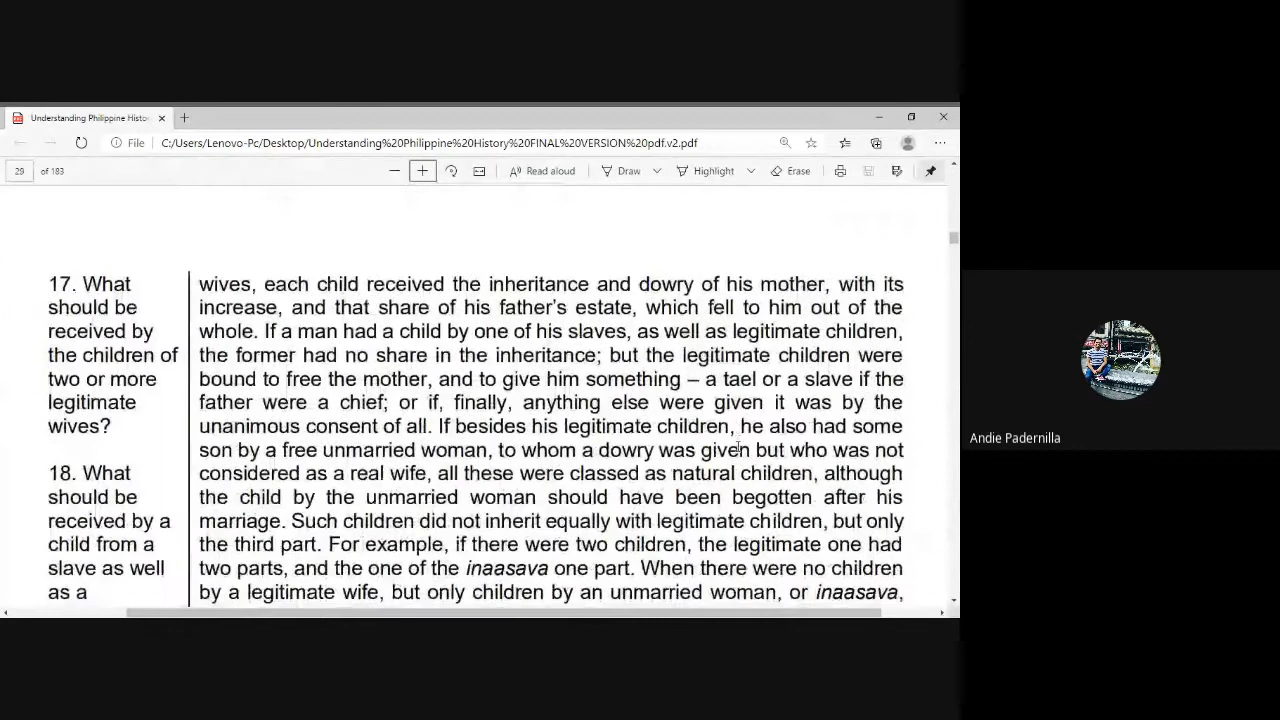 Understanding Philippine Histo
File
C:/Users/Lenovo-Pc/Desktop/Understanding%20Philippine%20History%20FINAL%20VERSION%20pdf.v2.pdf
29 of 183
Read aloud
Draw
Highlight
Erase
17. What
should be
received by
the children of
two or more
legitimate
wives?
18. What
should be
received by a
child from a
slave as well
as a
wives, each child received the inheritance and dowry of his mother, with its
increase, and that share of his father’s estate, which fell to him out of the
whole. If a man had a child by one of his slaves, as well as legitimate children,
the former had no share in the inheritance; but the legitimate children were
bound to free the mother, and to give him something – a tael or a slave if the
father were a chief; or if, finally, anything else were given it was by the
unanimous consent of all. If besides his legitimate children, he also had some
son by a free unmarried woman, to whom a dowry was given but who was not
considered as a real wife, all these were classed as natural children, although
the child by the unmarried woman should have been begotten after his
marriage. Such children did not inherit equally with legitimate children, but only
the third part. For example, if there were two children, the legitimate one had
two parts, and the one of the inaasava one part. When there were no children
by a legitimate wife, but only children by an unmarried woman, or inaasava,
Andie Padernilla